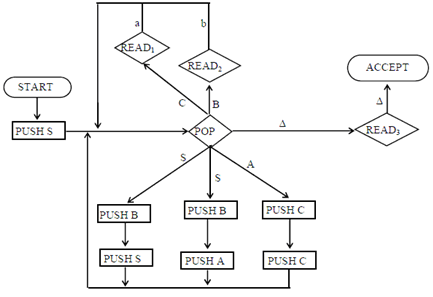 a
b
READ₁
READ₂
ACCEPT
START
C
B
Δ
PUSH S
POP
Δ
READ₃
S
S
A
PUSH B
PUSH B
PUSH C
PUSH S
PUSH A
PUSH C